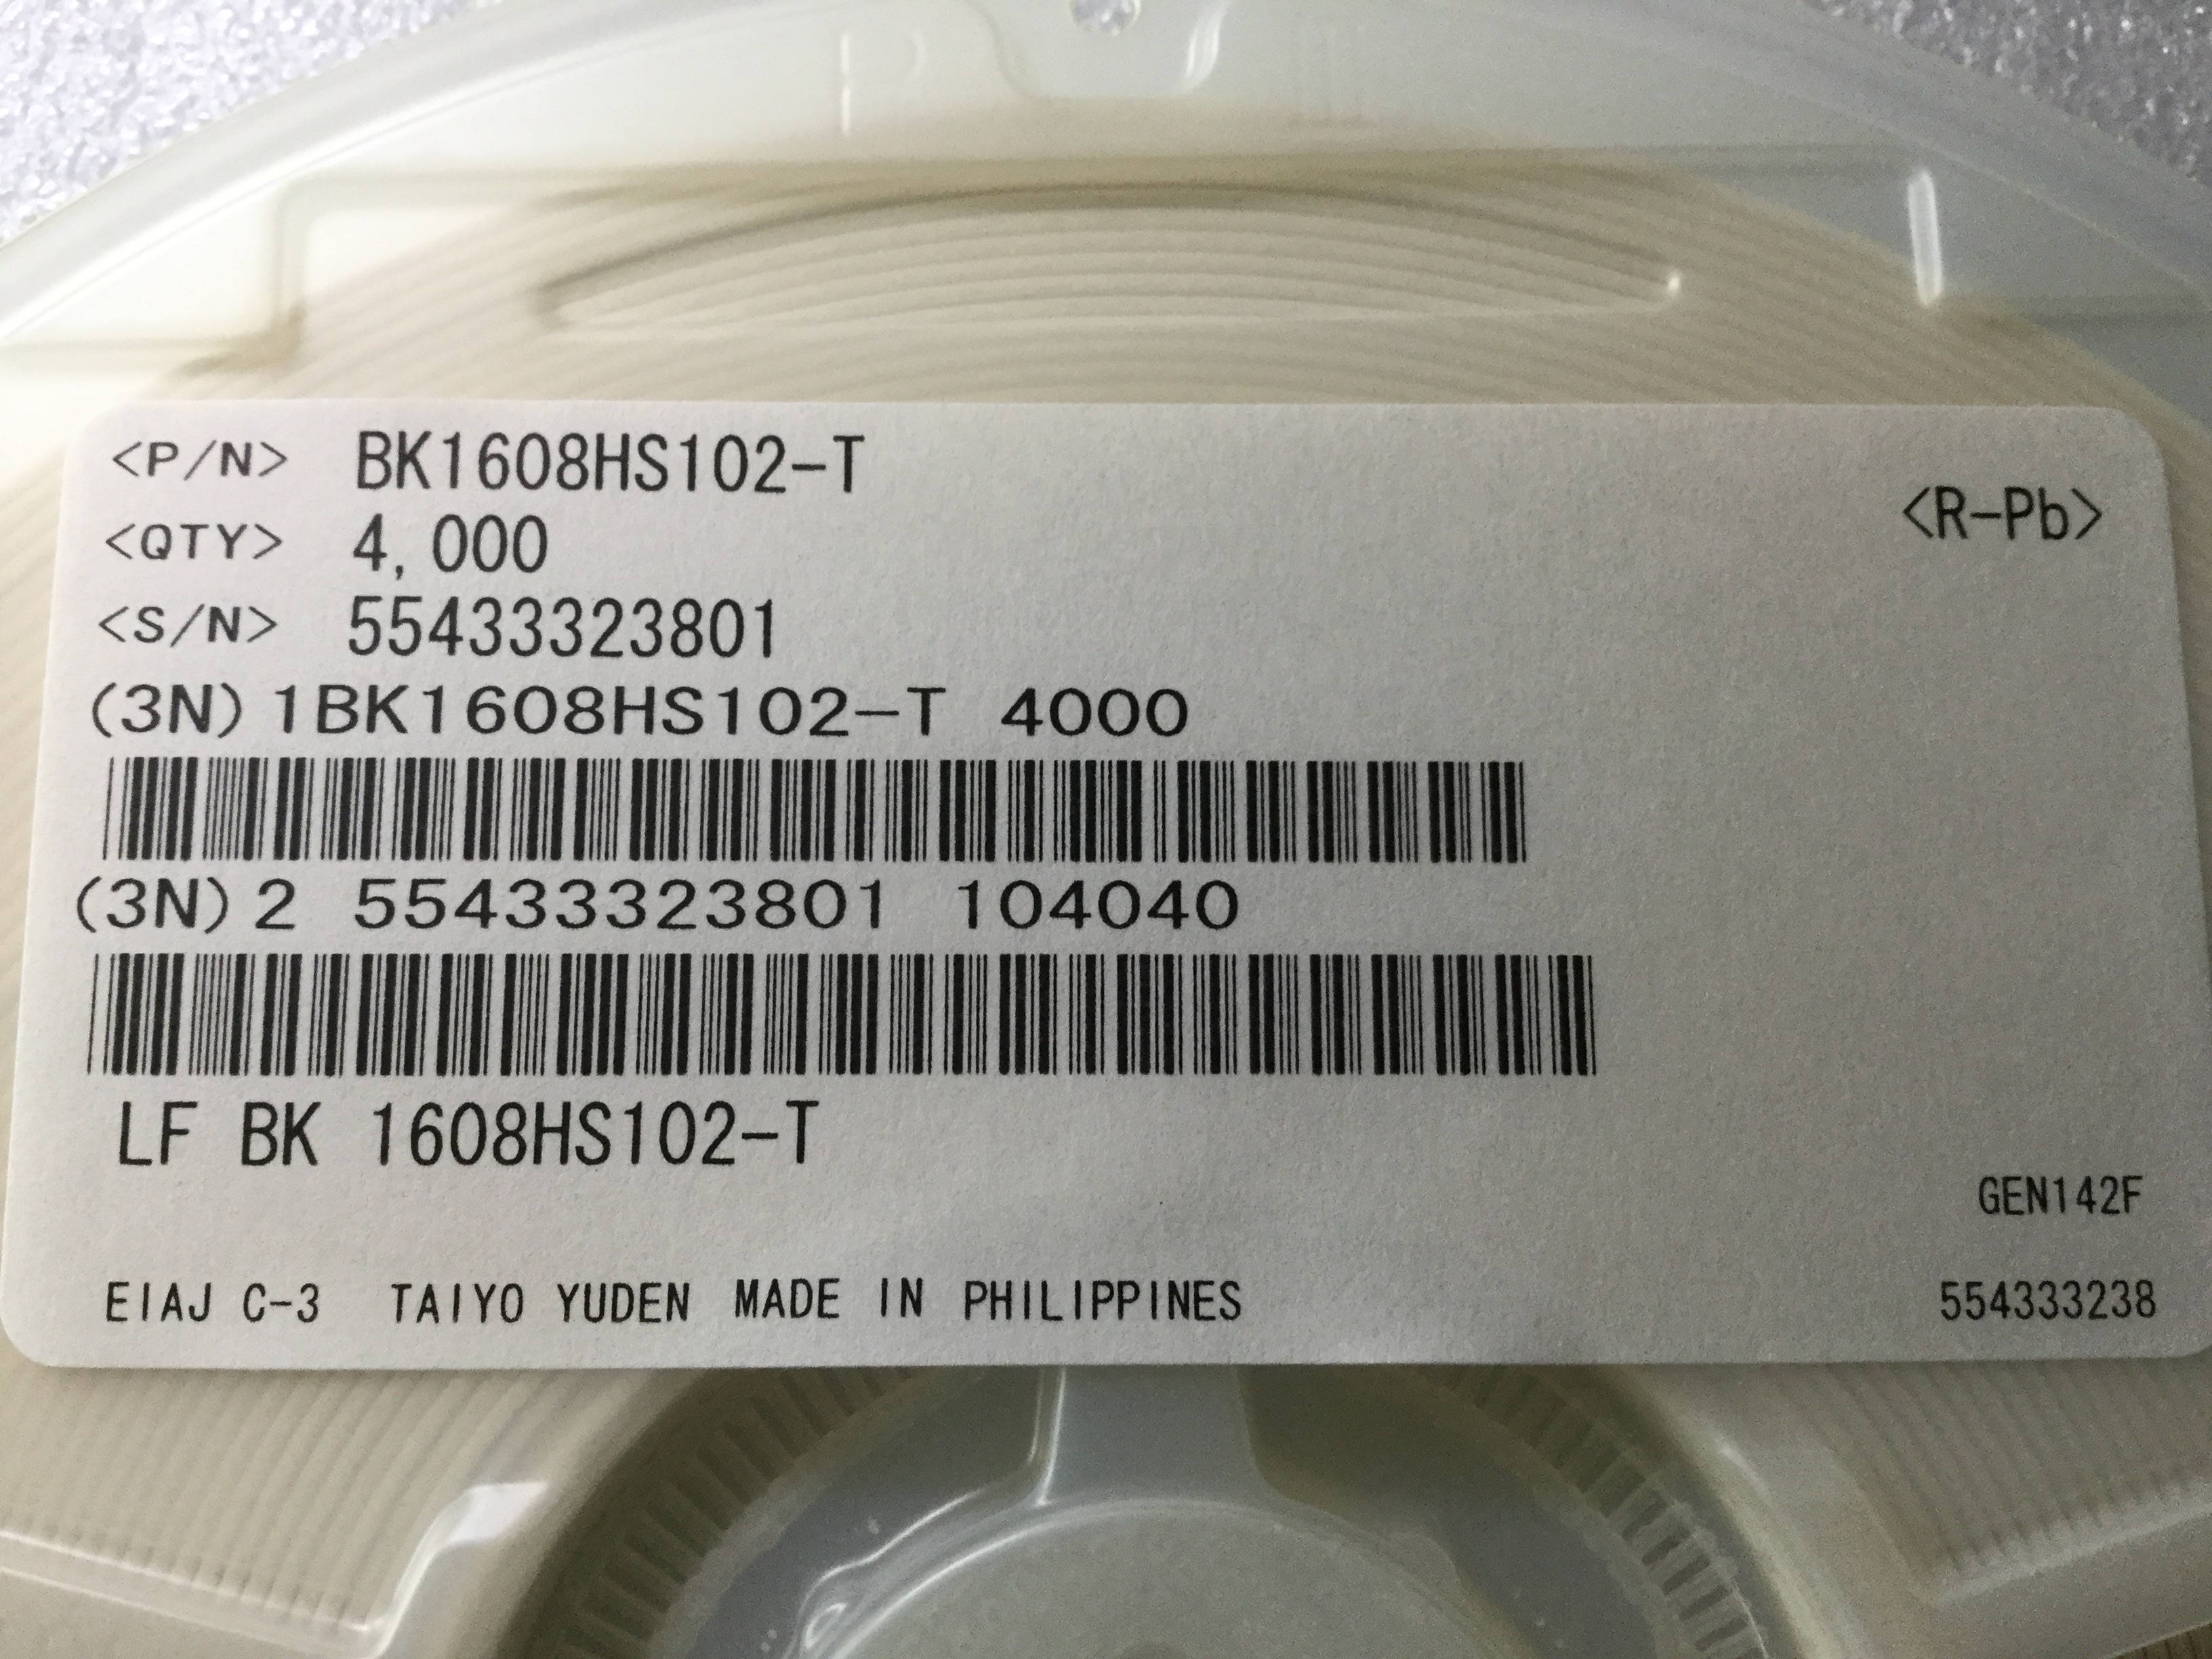 <P/N> BK1608HS102-T
<R-Pb>
<QTY> 4,000
<S/N> 55433323801
(3N)1BK1608HS102-T 4000
(3N)2 55433323801 104040
LF BK 1608HS102-T
GEN142F
EIAJ C-3 TAIYO YUDEN MADE IN PHILIPPINES
554333238